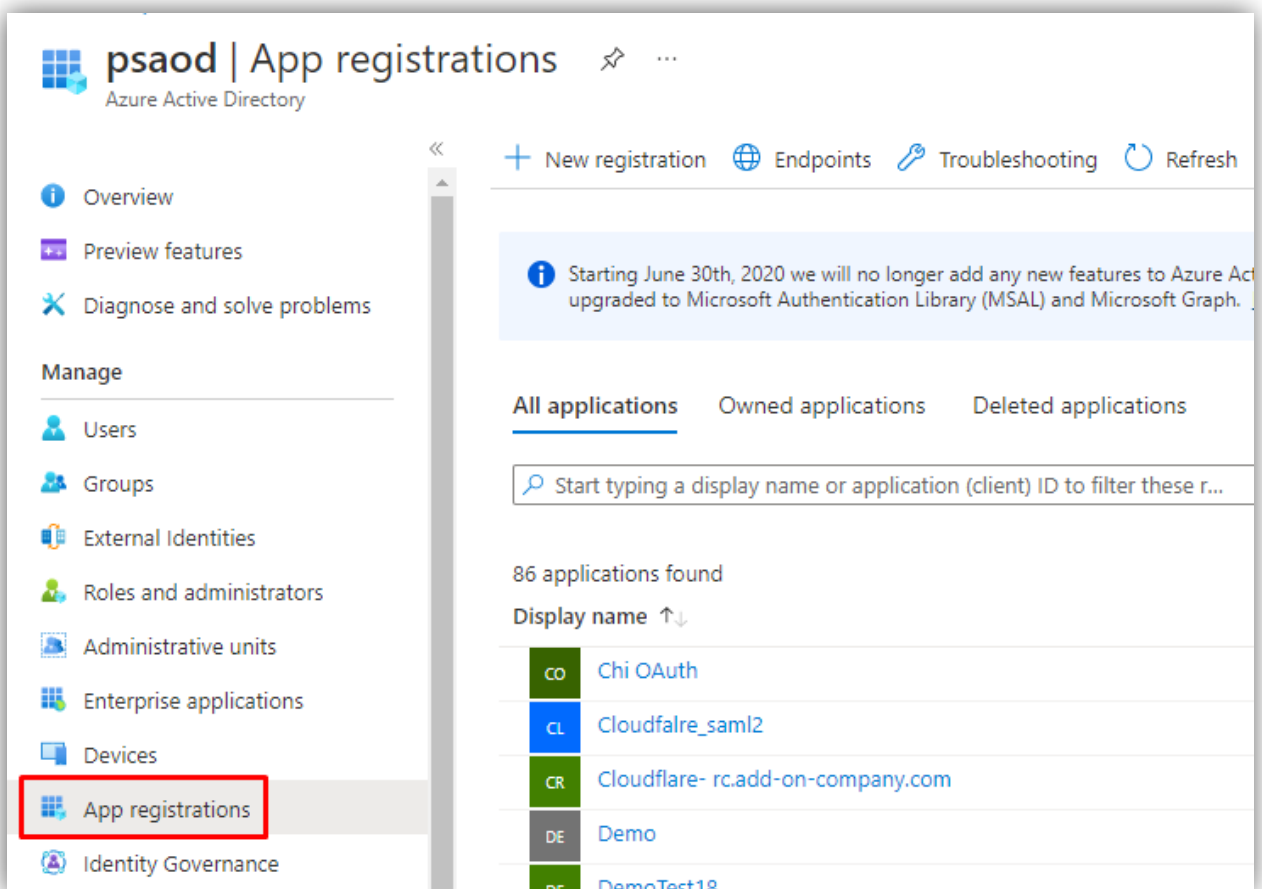 psaod | App registrations
Azure Active Directory
Overview
Preview features
Diagnose and solve problems
Manage
Users
Groups
External Identities
Roles and administrators
Administrative units
Enterprise applications
Devices
App registrations
Identity Governance
New registration Endpoints Troubleshooting Refresh
Starting June 30th, 2020 we will no longer add any new features to Azure Act
upgraded to Microsoft Authentication Library (MSAL) and Microsoft Graph.
All applications Owned applications Deleted applications
Start typing a display name or application (client) ID to filter these r...
86 applications found
Display name
CO Chi OAuth
CL Cloudfalre_saml2
CR Cloudflare- rc.add-on-company.com
DE Demo
DE DemoTest18